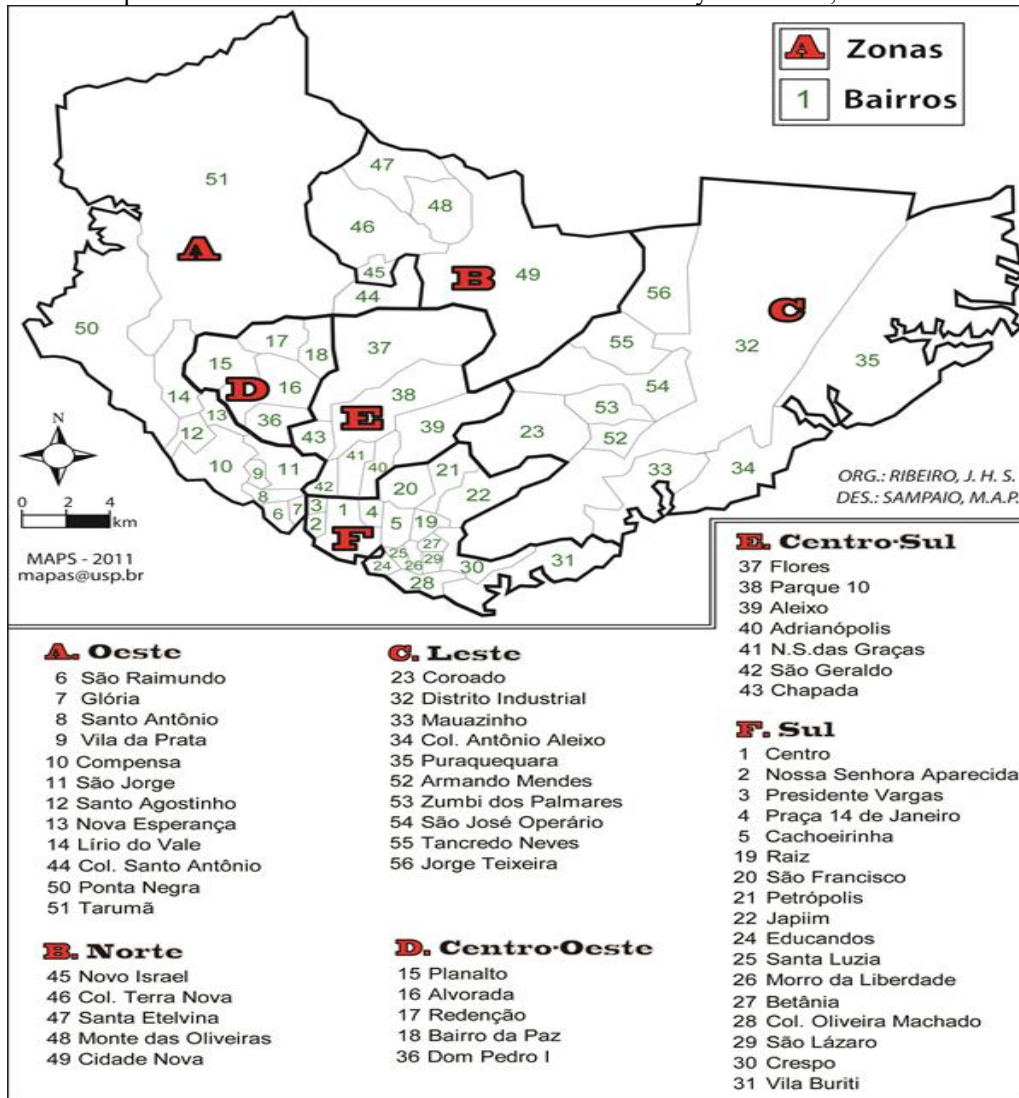 A Zonas
1 Bairros
47
51
48
46
A
45
B
49
56
44
C
50
17
37
55
32
15
18
35
D
16
38
54
14
E
53
36
13
39
23
N
12
43
52
41
10
11
40
21
33
34
9
42
20
22
ORG.: RIBEIRO, J. H. S.
8
3
1
4
DES.: SAMPAIO, M.A.P.
0 2 4
6
7
5
19
km
2
F
27
25
29
31
MAPS - 2011
24
26
30
mapas@usp.br
28
E. Centro-Sul
37 Flores
38 Parque 10
39 Aleixo
40 Adrianópolis
41 N.S.das Graças
42 São Geraldo
43 Chapada
A. Oeste
6 São Raimundo
7 Glória
8 Santo Antônio
9 Vila da Prata
10 Compensa
11 São Jorge
12 Santo Agostinho
13 Nova Esperança
14 Lírio do Vale
44 Col. Santo Antônio
50 Ponta Negra
51 Tarumã
B. Norte
45 Novo Israel
46 Col. Terra Nova
47 Santa Etelvina
48 Monte das Oliveiras
49 Cidade Nova
C. Leste
23 Coroado
32 Distrito Industrial
33 Mauazinho
34 Col. Antônio Aleixo
35 Puraquequara
52 Armando Mendes
53 Zumbi dos Palmares
54 São José Operário
55 Tancredo Neves
56 Jorge Teixeira
D. Centro-Oeste
15 Planalto
16 Alvorada
17 Redenção
18 Bairro da Paz
36 Dom Pedro I
F. Sul
1 Centro
2 Nossa Senhora Aparecida
3 Presidente Vargas
4 Praça 14 de Janeiro
5 Cachoeirinha
19 Raiz
20 São Francisco
21 Petrópolis
22 Japiim
24 Educandos
25 Santa Luzia
26 Morro da Liberdade
27 Betânia
28 Col. Oliveira Machado
29 São Lázaro
30 Crespo
31 Vila Buriti